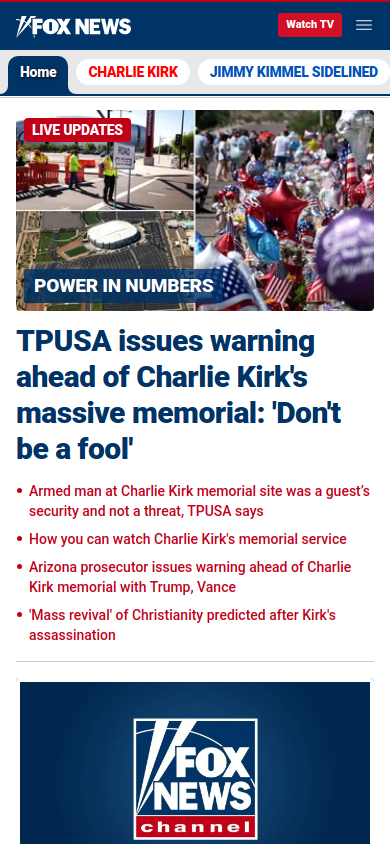 FOX NEWS
Watch TV
Home
CHARLIE KIRK
JIMMY KIMMEL SIDELINED
LIVE UPDATES
ROAD
CLOSED
POWER IN NUMBERS
TPUSA issues warning
ahead of Charlie Kirk's
massive memorial: 'Don't
be a fool'
Armed man at Charlie Kirk memorial site was a guest's
security and not a threat, TPUSA says
How you can watch Charlie Kirk's memorial service
Arizona prosecutor issues warning ahead of Charlie
Kirk memorial with Trump, Vance
'Mass revival' of Christianity predicted after Kirk's
assassination
FOX
NEWS
channel